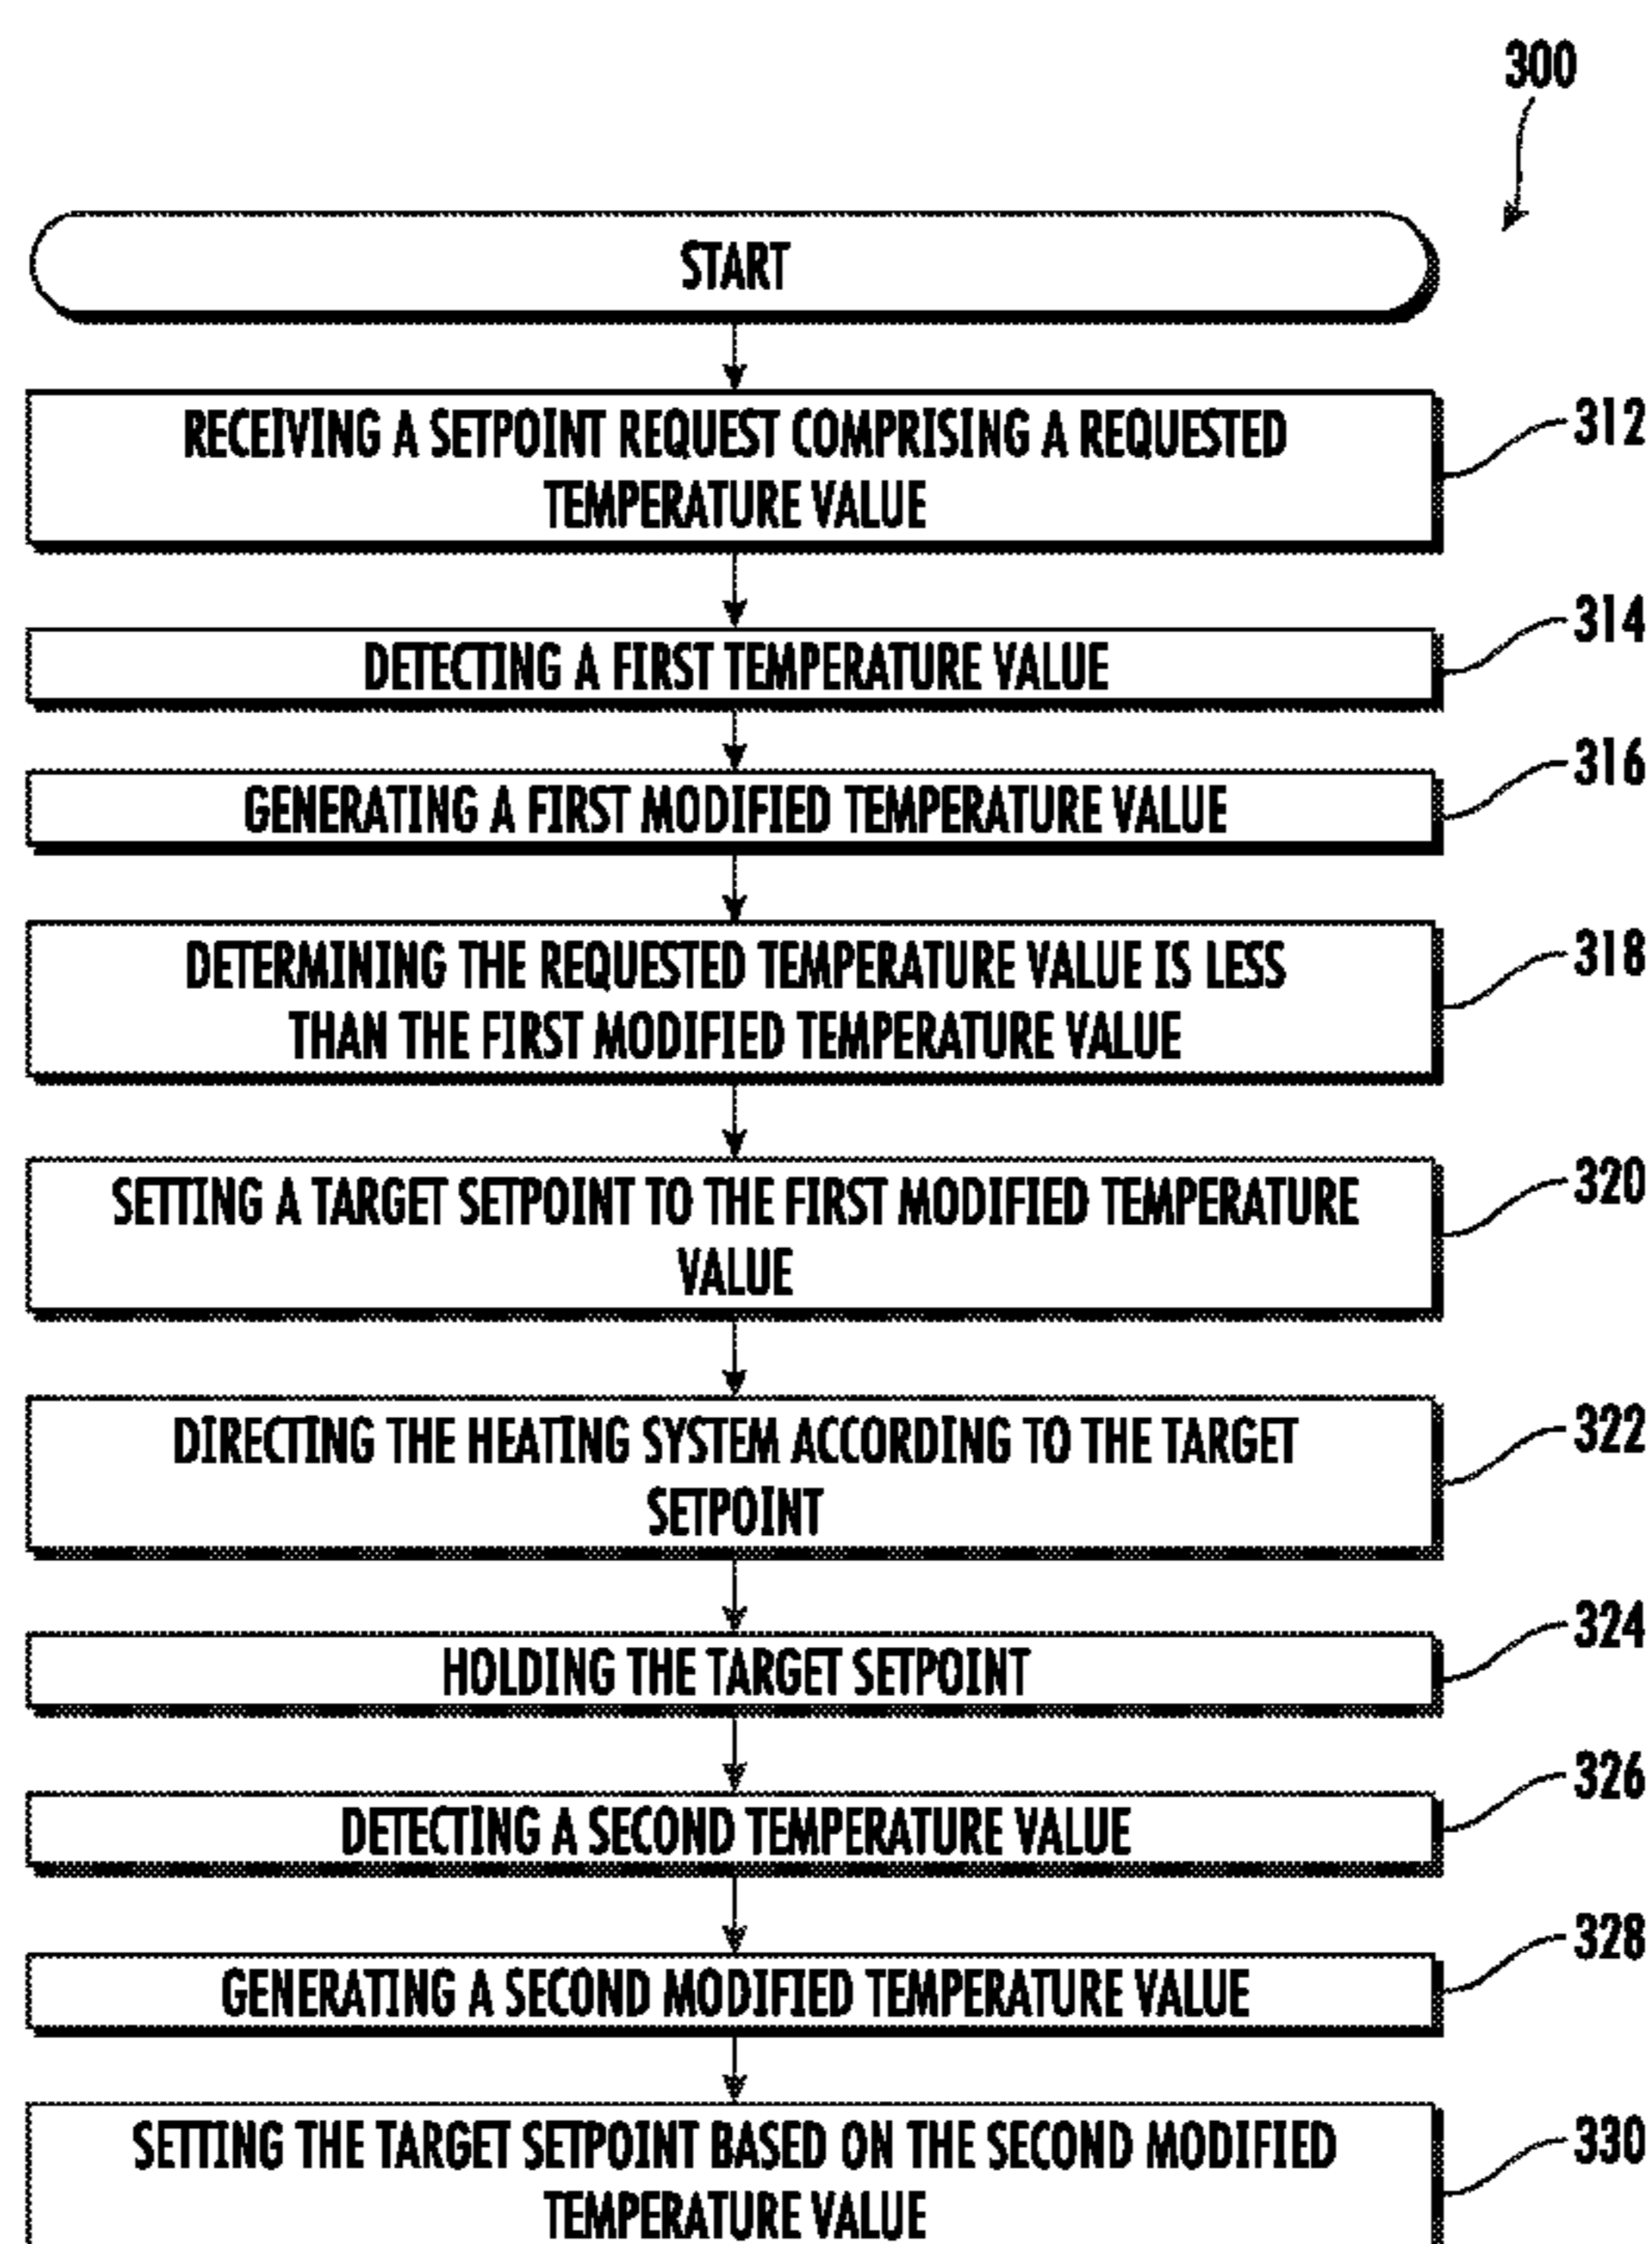 300
START
RECEIVING A SETPOINT REQUEST COMPRISING A REQUESTED
TEMPERATURE VALUE
312
DETECTING A FIRST TEMPERATURE VALUE
314
GENERATING A FIRST MODIFIED TEMPERATURE VALUE
316
DETERMINING THE REQUESTED TEMPERATURE VALUE IS LESS
THAN THE FIRST MODIFIED TEMPERATURE VALUE
318
SETTING A TARGET SETPOINT TO THE FIRST MODIFIED TEMPERATURE
VALUE
320
DIRECTING THE HEATING SYSTEM ACCORDING TO THE TARGET
SETPOINT
322
HOLDING THE TARGET SETPOINT
324
DETECTING A SECOND TEMPERATURE VALUE
326
GENERATING A SECOND MODIFIED TEMPERATURE VALUE
328
SETTING THE TARGET SETPOINT BASED ON THE SECOND MODIFIED
TEMPERATURE VALUE
330